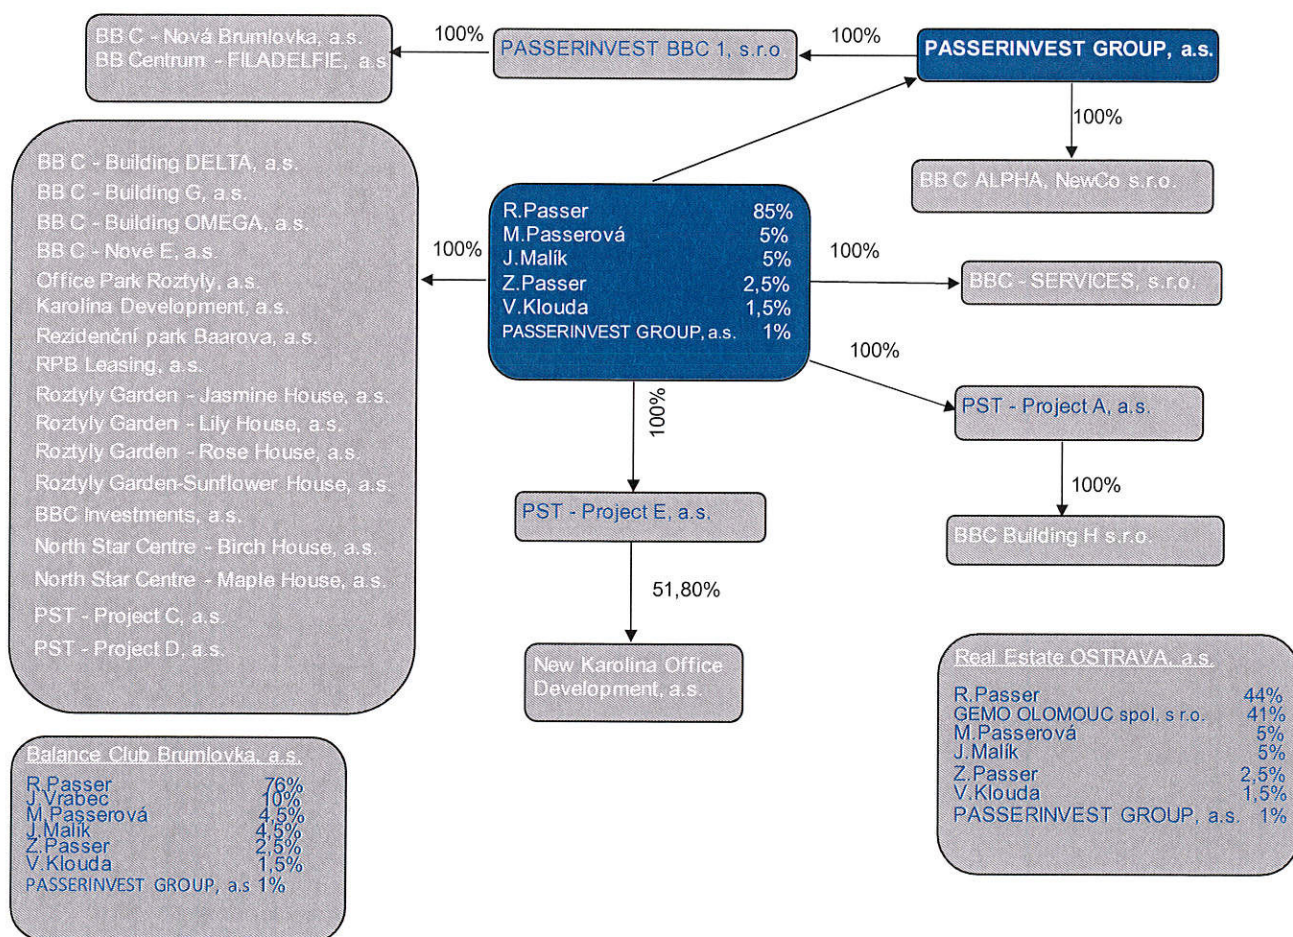 BB C - Nová Brumlovka, a.s.
BB Centrum - FILADELFIE, a.s
100%
PASSERINVEST BBC 1, s.r.o.
100%
PASSERINVEST GROUP, a.s.
100%
BB C ALPHA, NewCo s.r.o.
BB C - Building DELTA, a.s.
BB C - Building G, a.s.
BB C - Building OMEGA, a.s.
BB C - Nové E, a.s.
Office Park Roztyly, a.s.
Karolina Development, a.s.
Rezidenční park Baarova, a.s.
RPB Leasing, a.s.
Roztyly Garden - Jasmine House, a.s.
Roztyly Garden - Lily House, a.s.
Roztyly Garden - Rose House, a.s.
Roztyly Garden-Sunflower House, a.s.
BBC Investments, a.s.
North Star Centre - Birch House, a.s.
North Star Centre - Maple House, a.s.
PST - Project C, a.s.
PST - Project D, a.s.
100%
R.Passer 85%
M.Passerová 5%
J.Malík 5%
Z.Passer 2,5%
V.Klouda 1,5%
PASSERINVEST GROUP, a.s. 1%
100%
BBC - SERVICES, s.r.o.
100%
PST - Project A, a.s.
100%
BBC Building H s.r.o.
100%
PST - Project E, a.s.
51,80%
New Karolina Office
Development, a.s.
Real Estate OSTRAVA, a.s.
R.Passer 44%
GEMO OLOMOUC spol. s r.o. 41%
M.Passerová 5%
J.Malík 5%
Z.Passer 2,5%
V.Klouda 1,5%
PASSERINVEST GROUP, a.s. 1%
Balance Club Brumlovka, a.s.
R.Passer 76%
J.Vrabec 10%
M.Passerová 4,5%
J.Malík 4,5%
Z.Passer 2,5%
V.Klouda 1,5%
PASSERINVEST GROUP, a.s 1%